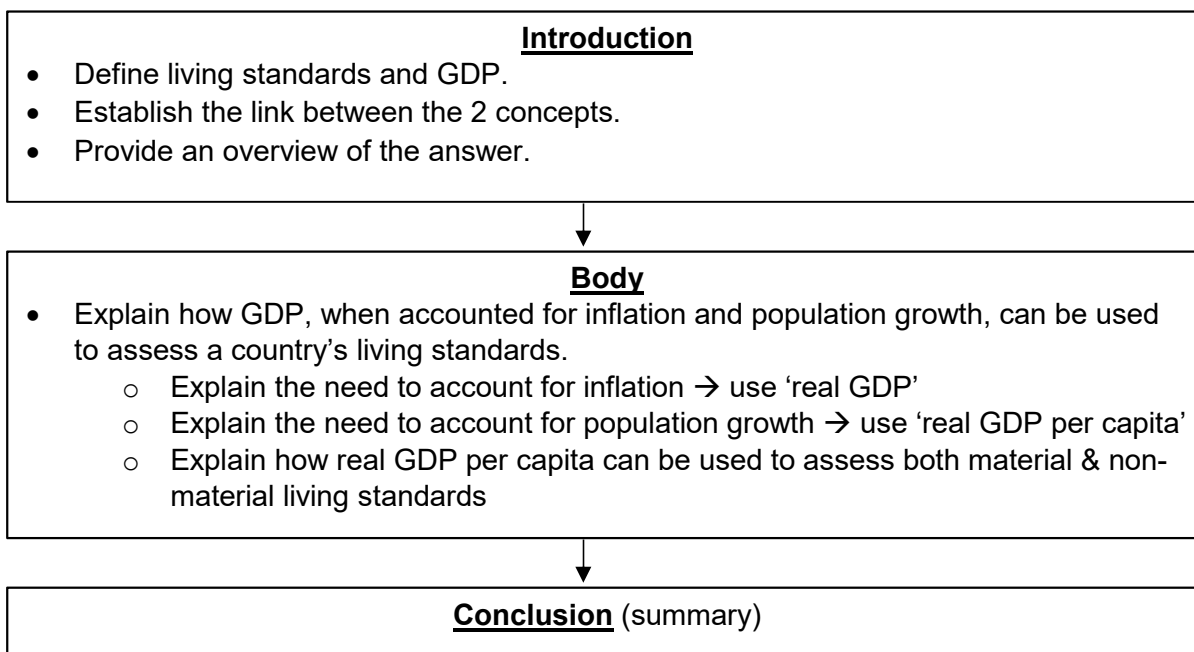 Introduction
• Define living standards and GDP.
• Establish the link between the 2 concepts.
• Provide an overview of the answer.
Body
• Explain how GDP, when accounted for inflation and population growth, can be used
to assess a country’s living standards.
o Explain the need to account for inflation → use ‘real GDP’
o Explain the need to account for population growth → use ‘real GDP per capita’
o Explain how real GDP per capita can be used to assess both material & non-
material living standards
Conclusion (summary)